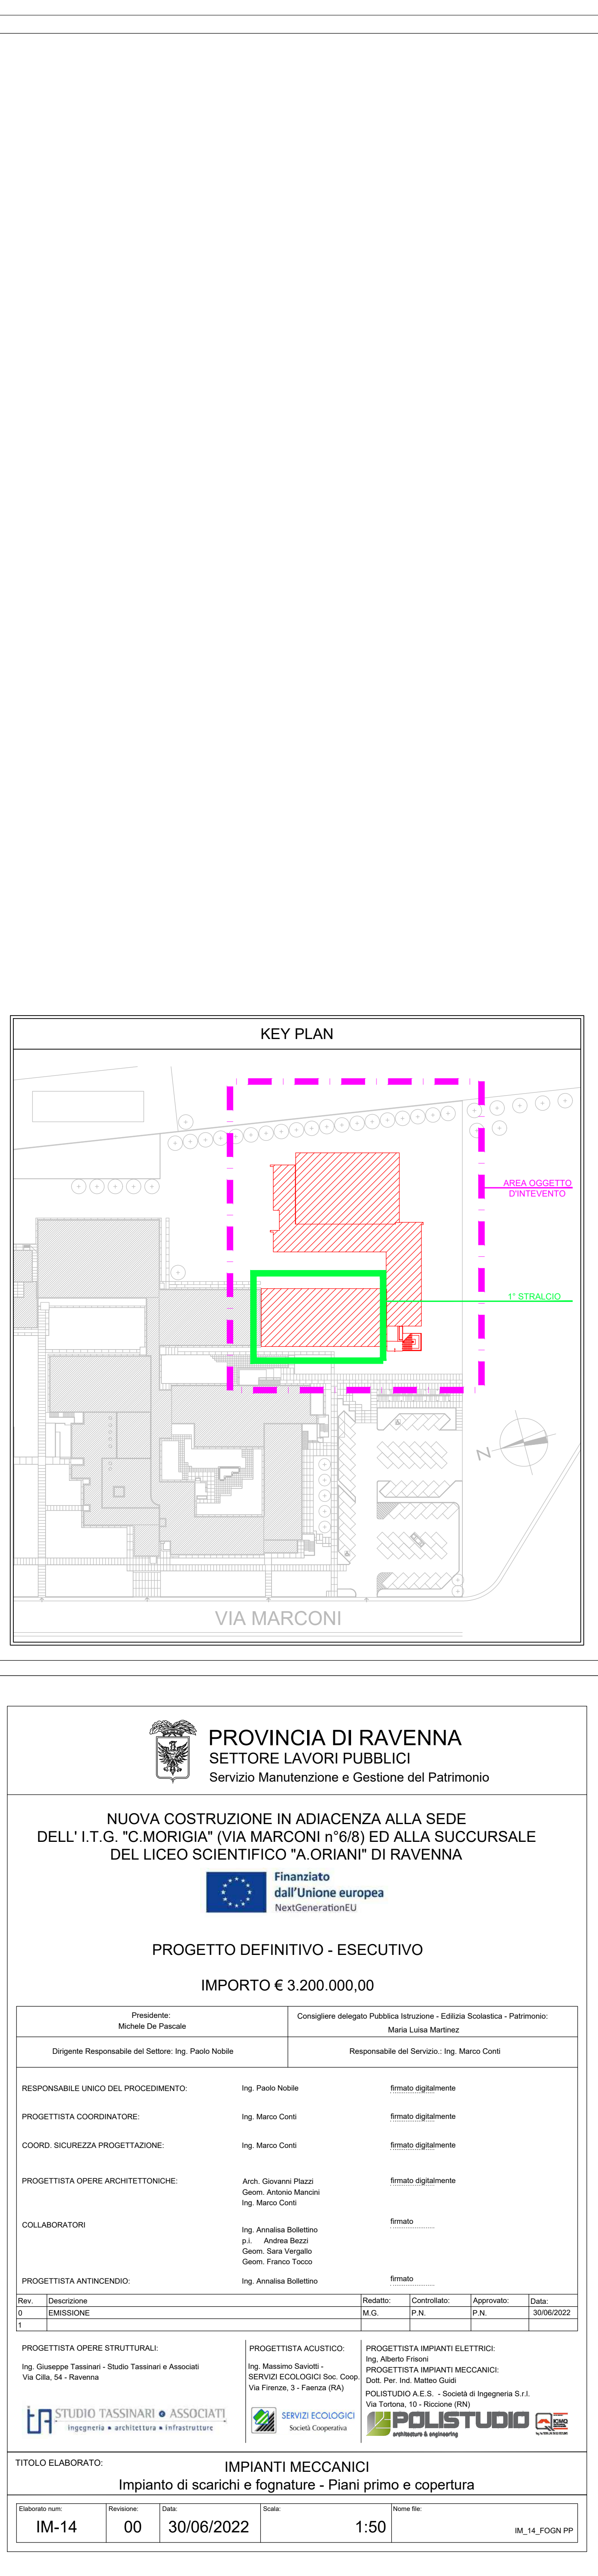 KEY PLAN
AREA OGGETTO
D'INTEVENTO
1° STRALCIO
N
VIA MARCONI
PROVINCIA DI RAVENNA
SETTORE LAVORI PUBBLICI
Servizio Manutenzione e Gestione del Patrimonio
NUOVA COSTRUZIONE IN ADIACENZA ALLA SEDE
DELL' I.T.G. "C.MORIGIA" (VIA MARCONI n°6/8) ED ALLA SUCCURSALE
DEL LICEO SCIENTIFICO "A.ORIANI" DI RAVENNA
Finanziato
dall'Unione europea
NextGenerationEU
PROGETTO DEFINITIVO - ESECUTIVO
IMPORTO € 3.200.000,00
Presidente:
Michele De Pascale
Consigliere delegato Pubblica Istruzione - Edilizia Scolastica - Patrimonio:
Maria Luisa Martinez
Dirigente Responsabile del Settore: Ing. Paolo Nobile
Responsabile del Servizio.: Ing. Marco Conti
RESPONSABILE UNICO DEL PROCEDIMENTO: Ing. Paolo Nobile firmato digitalmente
PROGETTISTA COORDINATORE: Ing. Marco Conti firmato digitalmente
COORD. SICUREZZA PROGETTAZIONE: Ing. Marco Conti firmato digitalmente
PROGETTISTA OPERE ARCHITETTONICHE: Arch. Giovanni Plazzi firmato digitalmente
Geom. Antonio Mancini
Ing. Marco Conti
COLLABORATORI firmato
Ing. Annalisa Bollettino
p.i. Andrea Bezzi
Geom. Sara Vergallo
Geom. Franco Tocco
PROGETTISTA ANTINCENDIO: Ing. Annalisa Bollettino firmato
Rev. Descrizione Redatto: Controllato: Approvato: Data:
0 EMISSIONE M.G. P.N. P.N. 30/06/2022
1
PROGETTISTA OPERE STRUTTURALI:
Ing. Giuseppe Tassinari - Studio Tassinari e Associati
Via Cilla, 54 - Ravenna
STUDIO TASSINARI e ASSOCIATI
ingegneria • architettura • infrastrutture
PROGETTISTA ACUSTICO:
Ing. Massimo Saviotti -
SERVIZI ECOLOGICI Soc. Coop.
Via Firenze, 3 - Faenza (RA)
SERVIZI ECOLOGICI
Società Cooperativa
PROGETTISTA IMPIANTI ELETTRICI:
Ing, Alberto Frisoni
PROGETTISTA IMPIANTI MECCANICI:
Dott. Per. Ind. Matteo Guidi
POLISTUDIO A.E.S. - Società di Ingegneria S.r.l.
Via Tortona, 10 - Riccione (RN)
POLISTUDIO
architecture & engineering
TITOLO ELABORATO:
IMPIANTI MECCANICI
Impianto di scarichi e fognature - Piani primo e copertura
Elaborato num: Revisione: Data: Scala: Nome file:
IM-14 00 30/06/2022 1:50 IM_14_FOGN PP